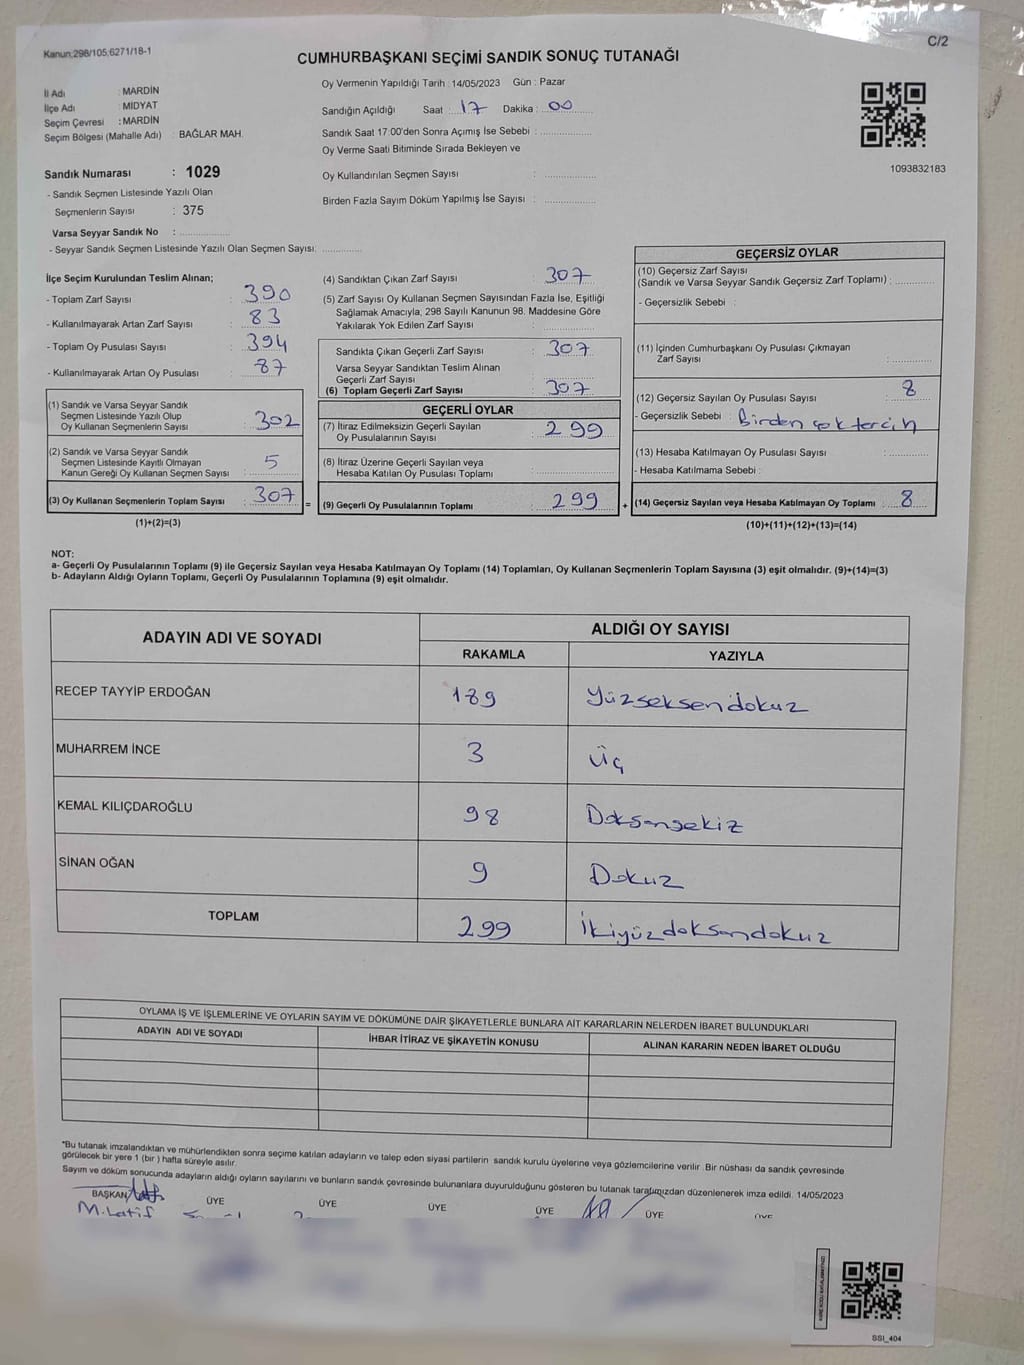 Kanun:298/105,6271/18-1
C/2
CUMHURBAŞKANI SEÇİMİ SANDIK SONUÇ TUTANAĞI
İl Adı : MARDİN
İlçe Adı : MİDYAT
Seçim Çevresi : MARDİN
Seçim Bölgesi (Mahalle Adı) : BAĞLAR MAH.
Oy Vermenin Yapıldığı Tarih : 14/05/2023 Gün : Pazar
Sandığın Açıldığı Saat : 17 Dakika : 00
Sandık Saat 17:00'den Sonra Açımış İse Sebebi :
Oy Verme Saati Bitiminde Sırada Bekleyen ve
Oy Kullandırılan Seçmen Sayısı :
Birden Fazla Sayım Döküm Yapılmış İse Sayısı :
1093832183
Sandık Numarası : 1029
- Sandık Seçmen Listesinde Yazılı Olan
Seçmenlerin Sayısı : 375
Varsa Seyyar Sandık No :
- Seyyar Sandık Seçmen Listesinde Yazılı Olan Seçmen Sayısı:
İlçe Seçim Kurulundan Teslim Alınan;
- Toplam Zarf Sayısı : 390
- Kullanılmayarak Artan Zarf Sayısı : 83
- Toplam Oy Pusulası Sayısı : 394
- Kullanılmayarak Artan Oy Pusulası : 87
(1) Sandık ve Varsa Seyyar Sandık
Seçmen Listesinde Yazılı Olup
Oy Kullanan Seçmenlerin Sayısı : 302
(2) Sandık ve Varsa Seyyar Sandık
Seçmen Listesinde Kayıtlı Olmayan
Kanun Gereği Oy Kullanan Seçmen Sayısı : 5
(3) Oy Kullanan Seçmenlerin Toplam Sayısı : 307 =
(1)+(2)=(3)
(4) Sandıktan Çıkan Zarf Sayısı : 307
(5) Zarf Sayısı Oy Kullanan Seçmen Sayısından Fazla İse, Eşitliği
Sağlamak Amacıyla, 298 Sayılı Kanunun 98. Maddesine Göre
Yakılarak Yok Edilen Zarf Sayısı :
Sandıkta Çıkan Geçerli Zarf Sayısı : 307
Varsa Seyyar Sandıktan Teslim Alınan
Geçerli Zarf Sayısı :
(6) Toplam Geçerli Zarf Sayısı : 307
GEÇERLİ OYLAR
(7) İtiraz Edilmeksizin Geçerli Sayılan
Oy Pusulalarının Sayısı : 299
(8) İtiraz Üzerine Geçerli Sayılan veya
Hesaba Katılan Oy Pusulası Toplamı :
(9) Geçerli Oy Pusulalarının Toplamı : 299 +
GEÇERSİZ OYLAR
(10) Geçersiz Zarf Sayısı
(Sandık ve Varsa Seyyar Sandık Geçersiz Zarf Toplamı) :
- Geçersizlik Sebebi :
(11) İçinden Cumhurbaşkanı Oy Pusulası Çıkmayan
Zarf Sayısı :
(12) Geçersiz Sayılan Oy Pusulası Sayısı : 8
- Geçersizlik Sebebi : Birden çok tercih
(13) Hesaba Katılmayan Oy Pusulası Sayısı :
- Hesaba Katılmama Sebebi :
(14) Geçersiz Sayılan veya Hesaba Katılmayan Oy Toplamı : 8
(10)+(11)+(12)+(13)=(14)
NOT:
a- Geçerli Oy Pusulalarının Toplamı (9) ile Geçersiz Sayılan veya Hesaba Katılmayan Oy Toplamı (14) Toplamları, Oy Kullanan Seçmenlerin Toplam Sayısına (3) eşit olmalıdır. (9)+(14)=(3)
b- Adayların Aldığı Oyların Toplamı, Geçerli Oy Pusulalarının Toplamına (9) eşit olmalıdır.
ADAYIN ADI VE SOYADI
ALDIĞI OY SAYISI
RAKAMLA
YAZIYLA
RECEP TAYYİP ERDOĞAN 189 Yüzseksendokuz
MUHARREM İNCE 3 Üç
KEMAL KILIÇDAROĞLU 98 Doksansekiz
SİNAN OĞAN 9 Dokuz
TOPLAM 299 İkiyüzdoksandokuz
OYLAMA İŞ VE İŞLEMLERİNE VE OYLARIN SAYIM VE DÖKÜMÜNE DAİR ŞİKAYETLERLE BUNLARA AİT KARARLARIN NELERDEN İBARET BULUNDUKLARI
ADAYIN ADI VE SOYADI
İHBAR İTİRAZ VE ŞİKAYETİN KONUSU
ALINAN KARARIN NEDEN İBARET OLDUĞU
*Bu tutanak imzalandıktan ve mühürlendikten sonra seçime katılan adayların ve talep eden siyasi partilerin sandık kurulu üyelerine veya gözlemcilerine verilir. Bir nüshası da sandık çevresinde
görülecek bir yere 1 (bir) hafta süreyle asılır.
Sayım ve döküm sonucunda adayların aldığı oyların sayılarını ve bunların sandık çevresinde bulunanlara duyurulduğunu gösteren bu tutanak tarafımızdan düzenlenerek imza edildi. 14/05/2023
BAŞKAN ÜYE ÜYE ÜYE ÜYE ÜYE ÜYE
M.Latif
SSI_404